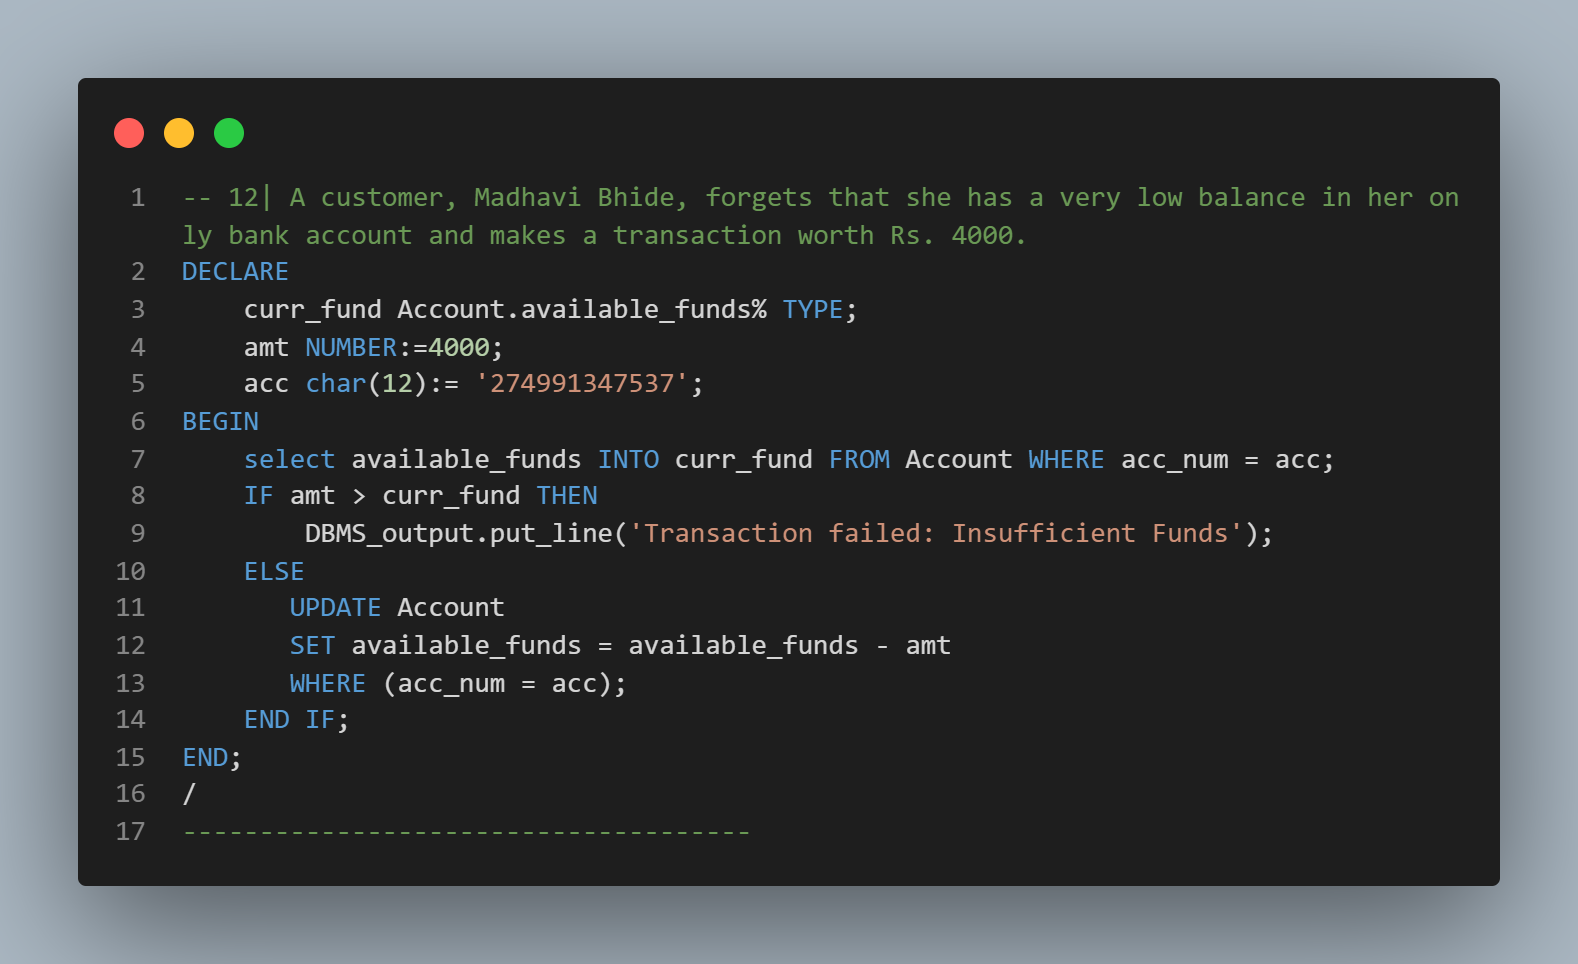 1 -- 12| A customer, Madhavi Bhide, forgets that she has a very low balance in her on
ly bank account and makes a transaction worth Rs. 4000.
2 DECLARE
3     curr_fund Account.available_funds% TYPE;
4     amt NUMBER:=4000;
5     acc char(12):= '274991347537';
6 BEGIN
7     select available_funds INTO curr_fund FROM Account WHERE acc_num = acc;
8     IF amt > curr_fund THEN
9         DBMS_output.put_line('Transaction failed: Insufficient Funds');
10     ELSE
11        UPDATE Account
12        SET available_funds = available_funds - amt
13        WHERE (acc_num = acc);
14     END IF;
15 END;
16 /
17 -------------------------------------